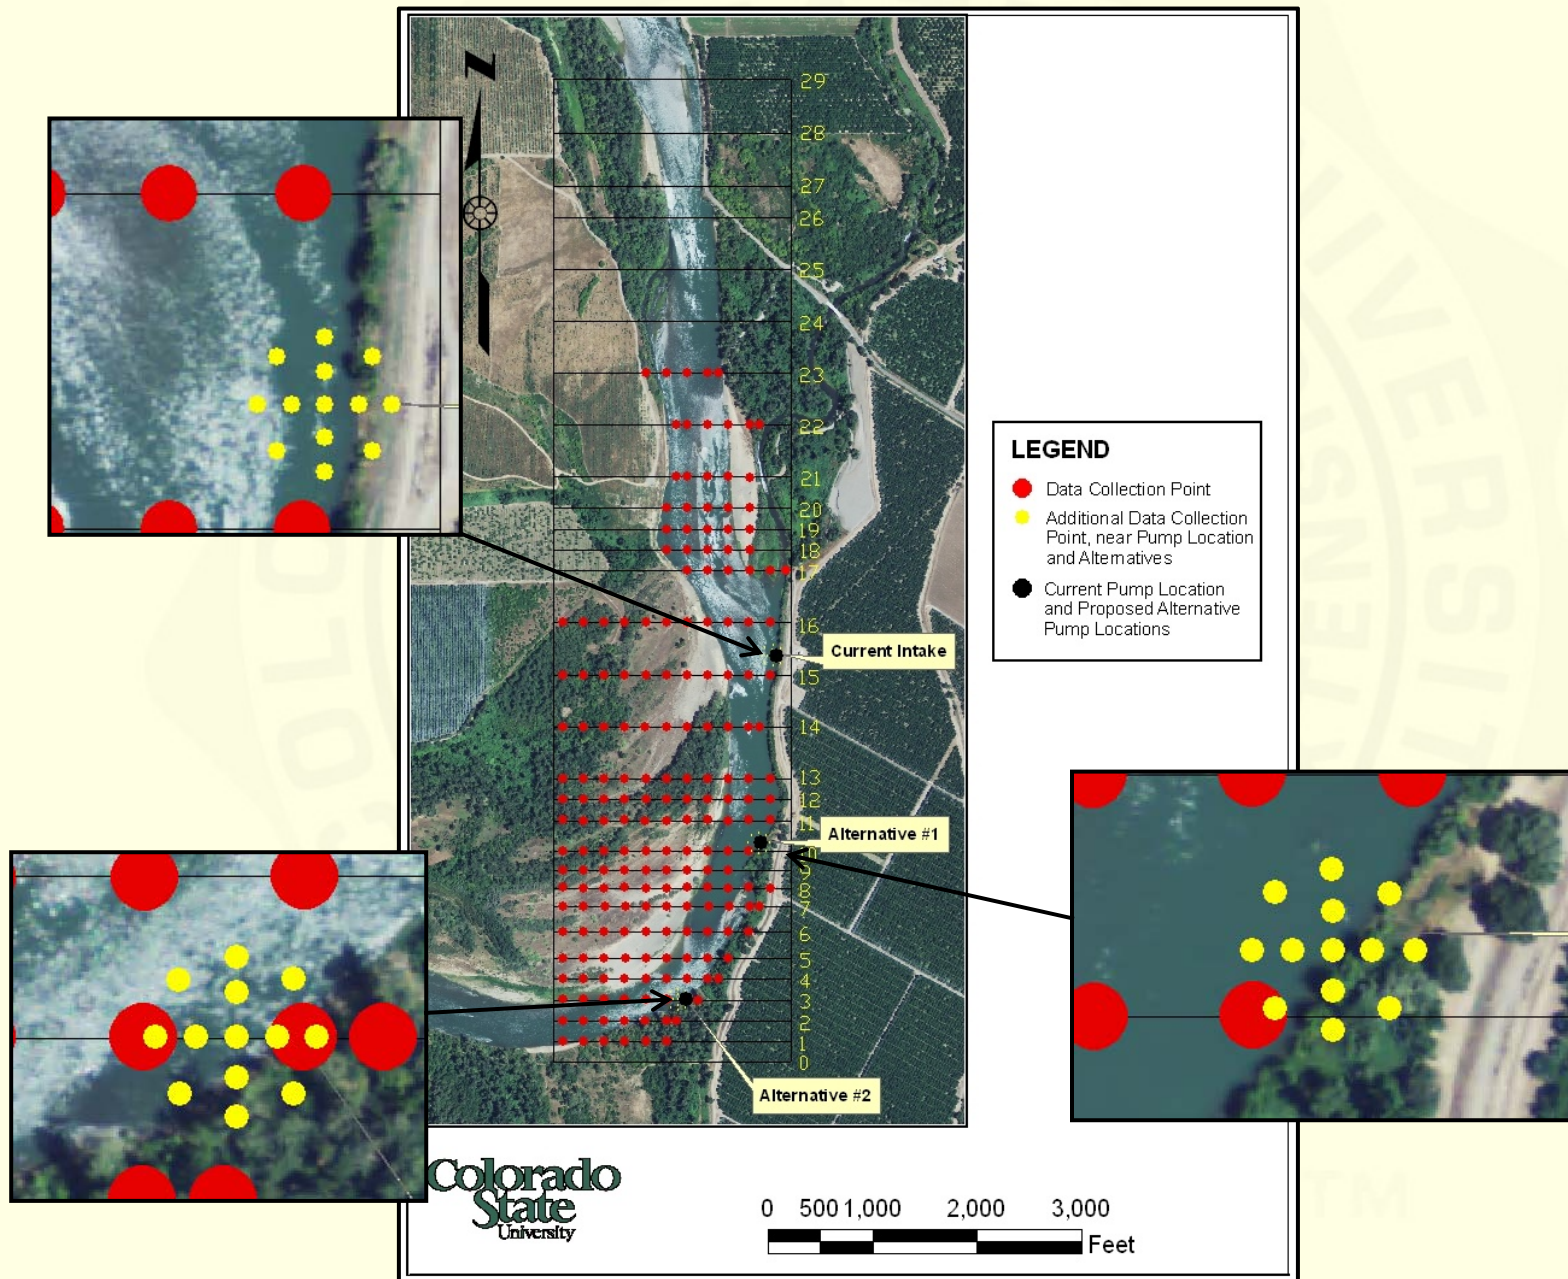 N
29
28
27
26
25
24
23
22
21
20
19
18
17
16
15
14
13
12
11
10
9
8
7
6
5
4
3
2
1
0
Current Intake
Alternative #1
Alternative #2
LEGEND
Data Collection Point
Additional Data Collection
Point, near Pump Location
and Alternatives
Current Pump Location
and Proposed Alternative
Pump Locations
Colorado
State
University
0 500 1,000 2,000 3,000
Feet
TM